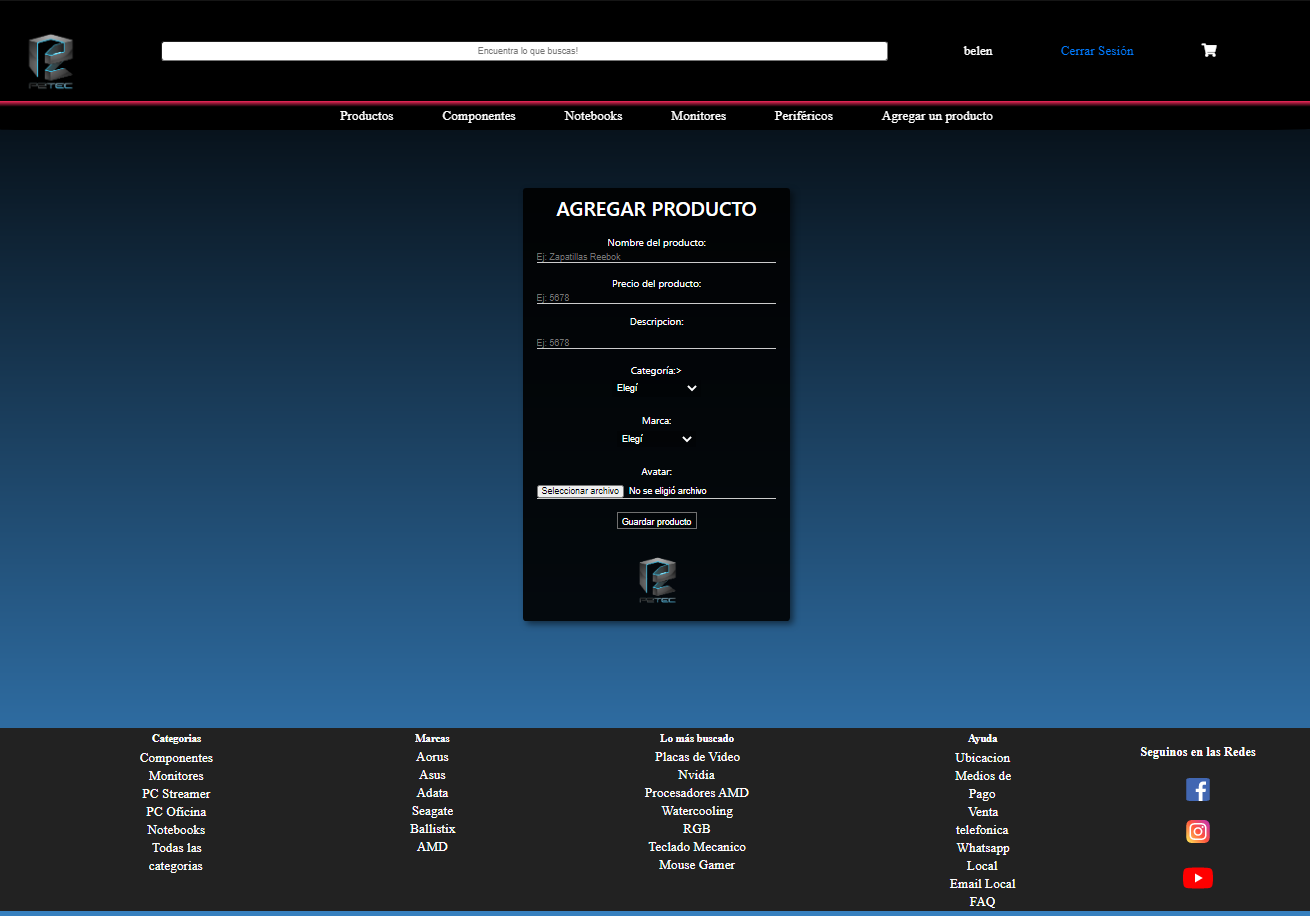 P2TEC
Encuentra lo que buscas!
belen
Cerrar Sesión
Productos
Componentes
Notebooks
Monitores
Periféricos
Agregar un producto
AGREGAR PRODUCTO
Nombre del producto:
Ej: Zapatillas Reebok
Precio del producto:
Ej: 5678
Descripcion:
Ej: 5678
Categoría:>
Elegí
Marca:
Elegí
Avatar:
Seleccionar archivo No se eligió archivo
Guardar producto
P2TEC
Categorias
Componentes
Monitores
PC Streamer
PC Oficina
Notebooks
Todas las
categorias
Marcas
Aorus
Asus
Adata
Seagate
Ballistix
AMD
Lo más buscado
Placas de Video
Nvidia
Procesadores AMD
Watercooling
RGB
Teclado Mecanico
Mouse Gamer
Ayuda
Ubicacion
Medios de
Pago
Venta
telefonica
Whatsapp
Local
Email Local
FAQ
Seguinos en las Redes